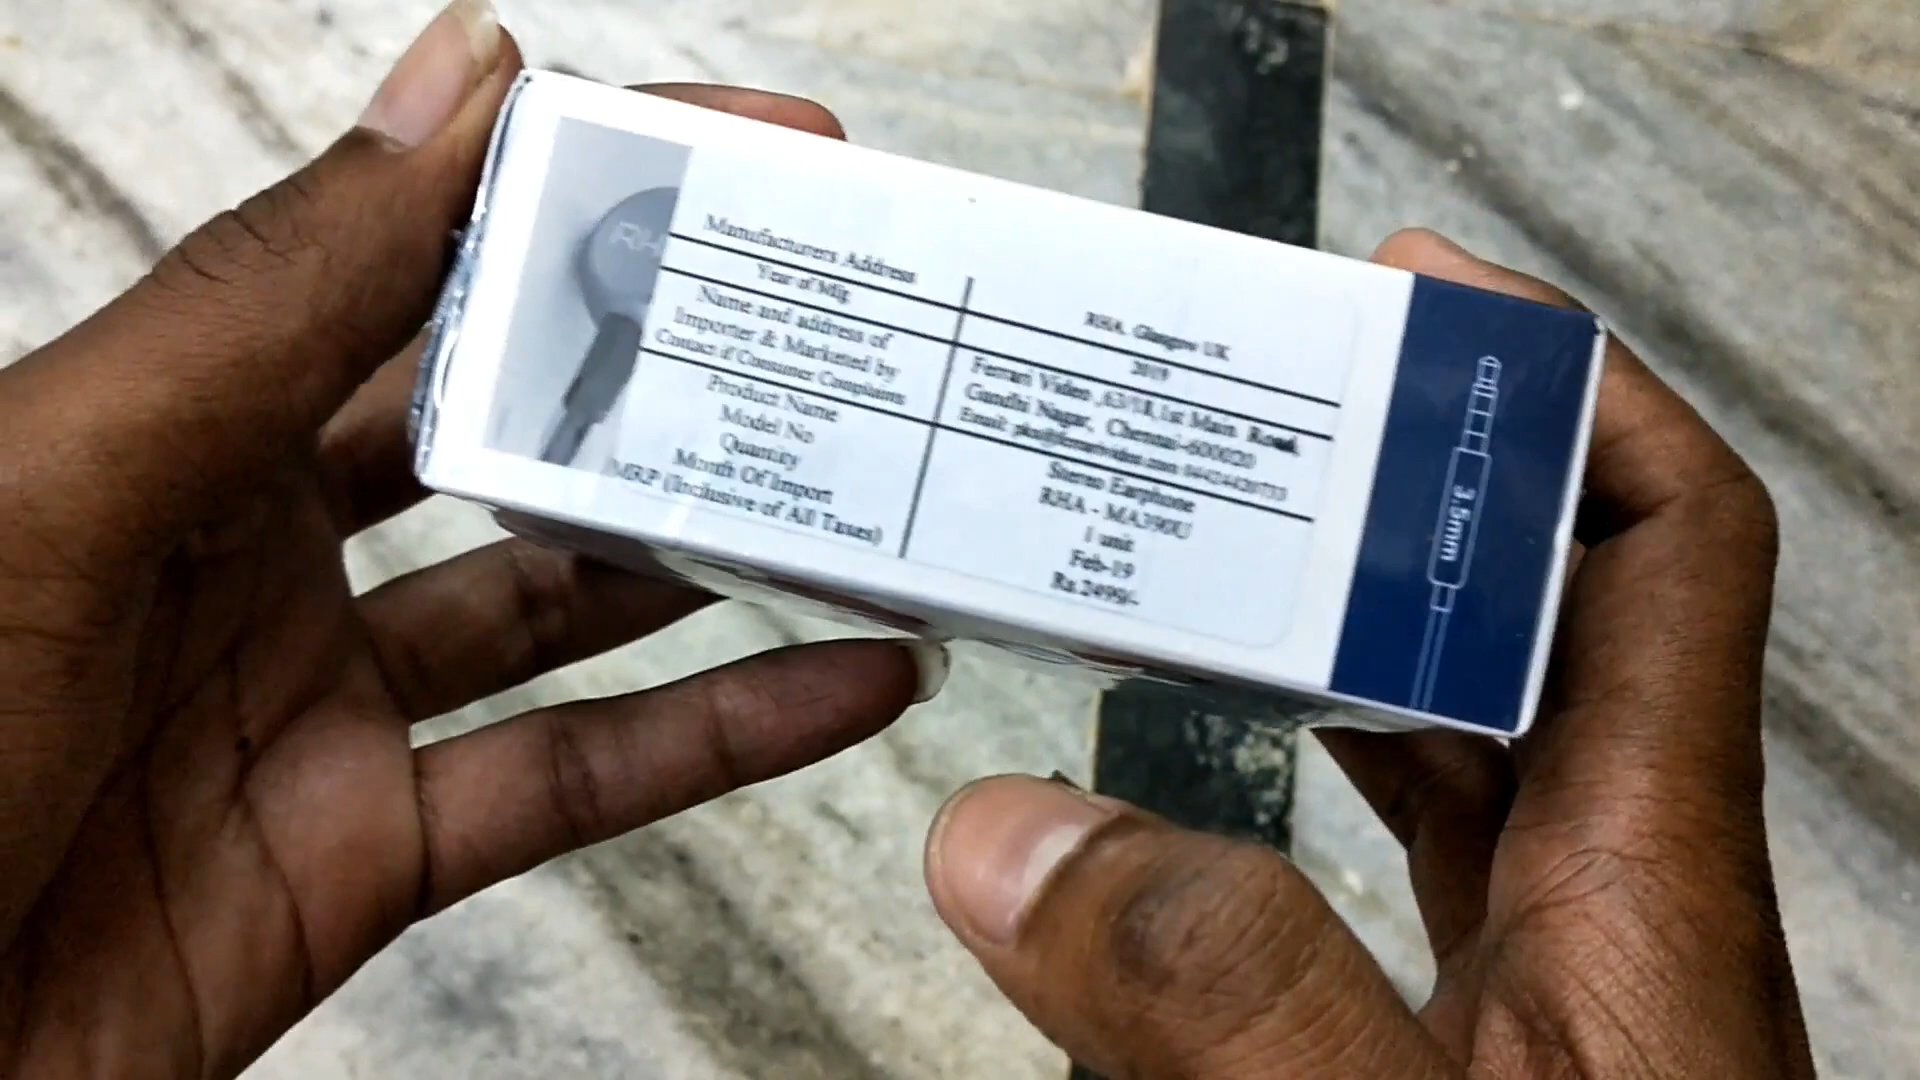 RH
Manufacturers Address
RHA, Glasgow UK
Year of Mfg
2019
Name and address of
Importer & Marketed by
Contact if Consumer Complaints
Ferrari Video ,63/18,1st Main Road,
Gandhi Nagar, Chennai-600020
Email:
Product Name
Stereo Earphone
Model No
RHA - MA390U
Quantity
1 unit
Month Of Import
Feb-19
MRP (Inclusive of All Taxes)
Rs.2499/-
3.5mm